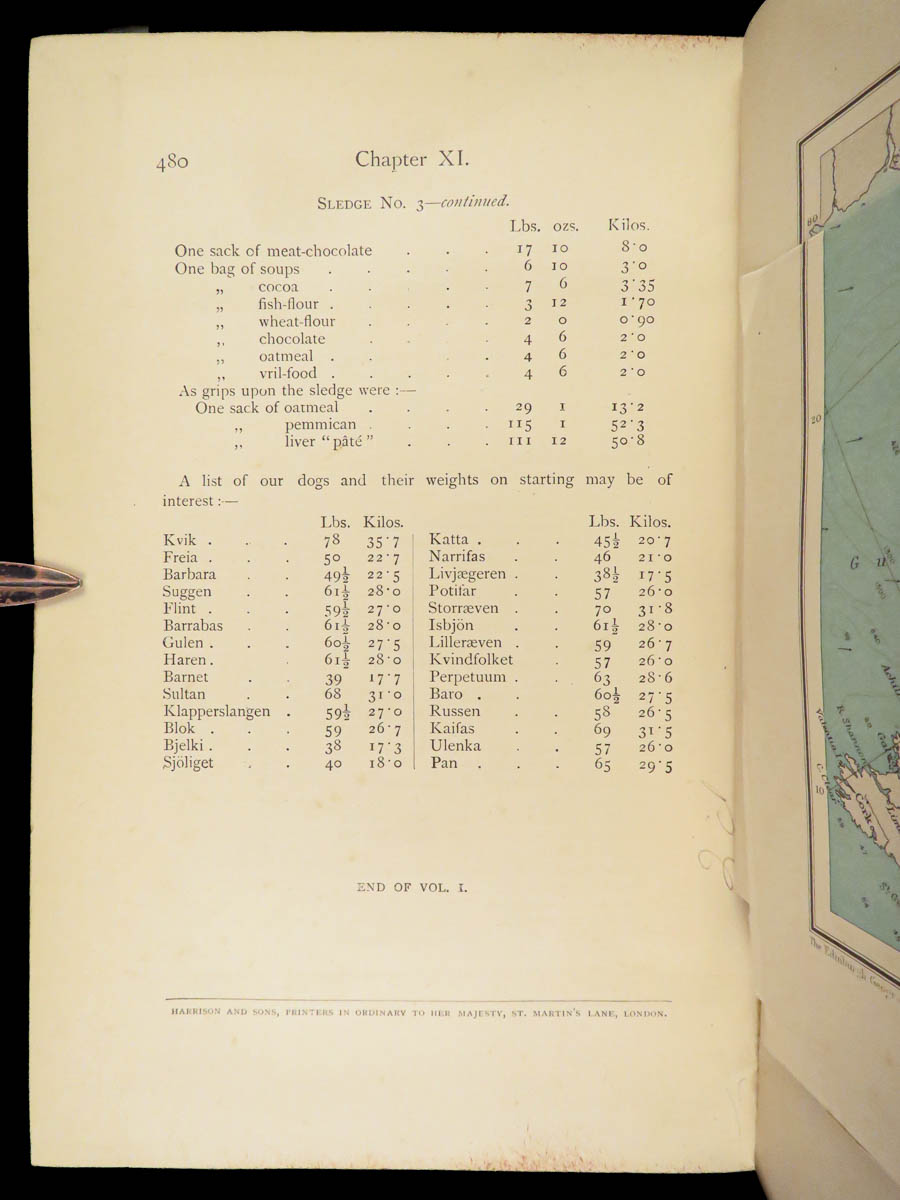 480
Chapter XI.
SLEDGE No. 3—continued.
Lbs. ozs. Kilos.
One sack of meat-chocolate . . . 17 10 8·0
One bag of soups . . . . . 6 10 3·0
„ cocoa . . . . . 7 6 3·35
„ fish-flour . . . . . 3 12 1·70
„ wheat-flour . . . . 2 0 0·90
„ chocolate . . . . 4 6 2·0
„ oatmeal . . . . 4 6 2·0
„ vril-food . . . . . 4 6 2·0
As grips upon the sledge were :—
One sack of oatmeal . . . . 29 1 13·2
„ pemmican . . . . 115 1 52·3
„ liver “pâté” . . . 111 12 50·8
A list of our dogs and their weights on starting may be of
interest :—
Lbs. Kilos. Lbs. Kilos.
Kvik . . . 78 35·7 Katta . . . 45½ 20·7
Freia . . . 50 22·7 Narrifas . . 46 21·0
Barbara . . 49½ 22·5 Livjægeren . . 38½ 17·5
Suggen . . 61½ 28·0 Potifar . . 57 26·0
Flint . . . 59½ 27·0 Storræven . . 70 31·8
Barrabas . . 61½ 28·0 Isbjön . . 61½ 28·0
Gulen . . . 60½ 27·5 Lilleræven . . 59 26·7
Haren . . 61½ 28·0 Kvindfolket . 57 26·0
Barnet . . 39 17·7 Perpetuum . . 63 28·6
Sultan . . 68 31·0 Baro . . 60½ 27·5
Klapperslangen . 59½ 27·0 Russen . . 58 26·5
Blok . . . 59 26·7 Kaifas . . 69 31·5
Bjelki . . . 38 17·3 Ulenka . . 57 26·0
Sjöliget . . 40 18·0 Pan . . . 65 29·5
END OF VOL. I.
HARRISON AND SONS, PRINTERS IN ORDINARY TO HER MAJESTY, ST. MARTIN'S LANE, LONDON.
80
20
G
R. Shannon
Valentia I.
C. Clear
10
Cork
The Edinburgh